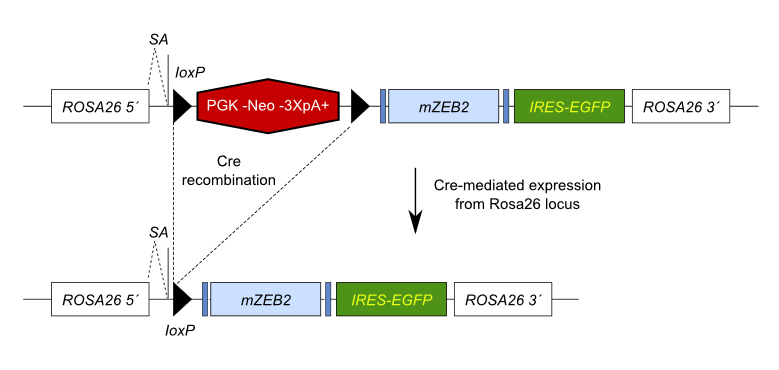 SA
loxP
ROSA26 5´
PGK -Neo -3XpA+
mZEB2
IRES-EGFP
ROSA26 3´
Cre
recombination
Cre-mediated expression
from Rosa26 locus
SA
ROSA26 5´
mZEB2
IRES-EGFP
ROSA26 3´
loxP